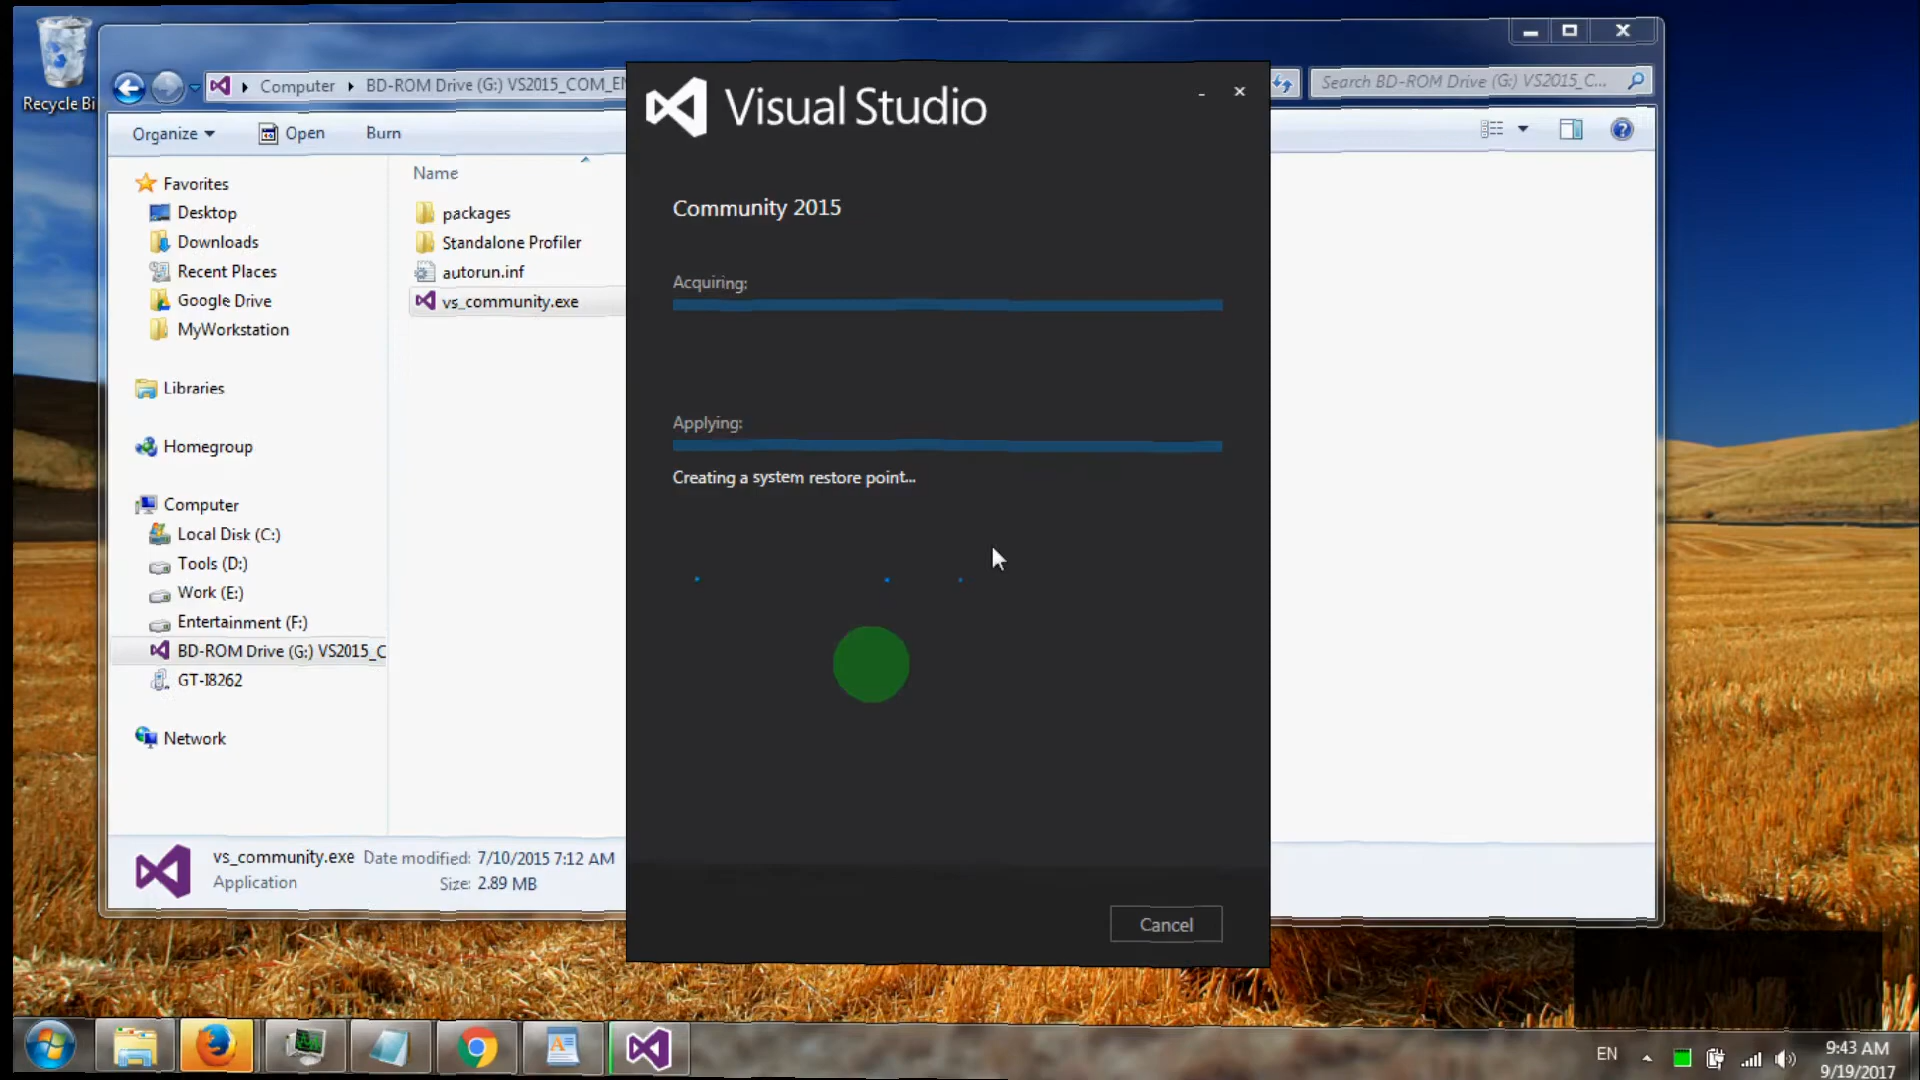 Recycle Bi
Computer
BD-ROM Drive (G:) VS2015_COM_EN
Search BD-ROM Drive (G:) VS2015_C...
Organize
Open
Burn
Favorites
Desktop
Downloads
Recent Places
Google Drive
MyWorkstation
Libraries
Homegroup
Computer
Local Disk (C:)
Tools (D:)
Work (E:)
Entertainment (F:)
BD-ROM Drive (G:) VS2015_C
GT-I8262
Network
Name
packages
Standalone Profiler
autorun.inf
vs_community.exe
Visual Studio
Community 2015
Acquiring:
Applying:
Creating a system restore point...
Cancel
vs_community.exe Date modified: 7/10/2015 7:12 AM
Application Size: 2.89 MB
EN
9:43 AM
9/19/2017